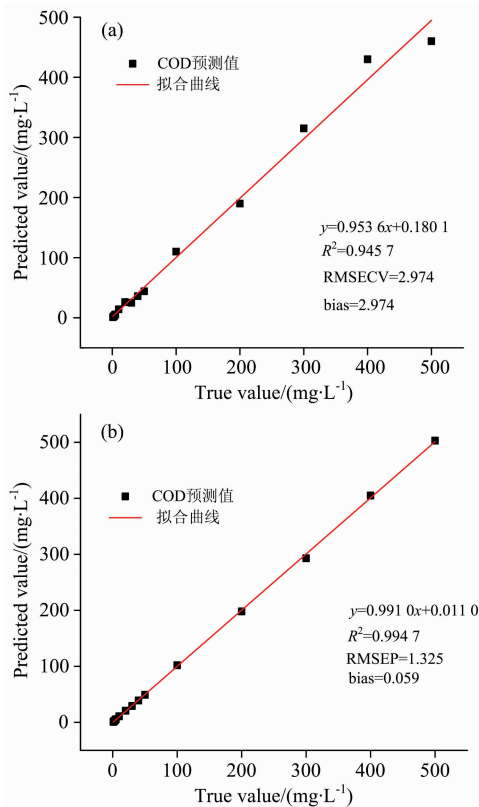 (a)
COD预测值
拟合曲线
Predicted value/(mg·L⁻¹)
500
400
300
200
100
0
y=0.953 6x+0.180 1
R²=0.945 7
RMSECV=2.974
bias=2.974
0 100 200 300 400 500
True value/(mg·L⁻¹)
(b)
COD预测值
拟合曲线
Predicted value/(mg·L⁻¹)
500
400
300
200
100
0
y=0.991 0x+0.011 0
R²=0.994 7
RMSEP=1.325
bias=0.059
0 100 200 300 400 500
True value/(mg·L⁻¹)